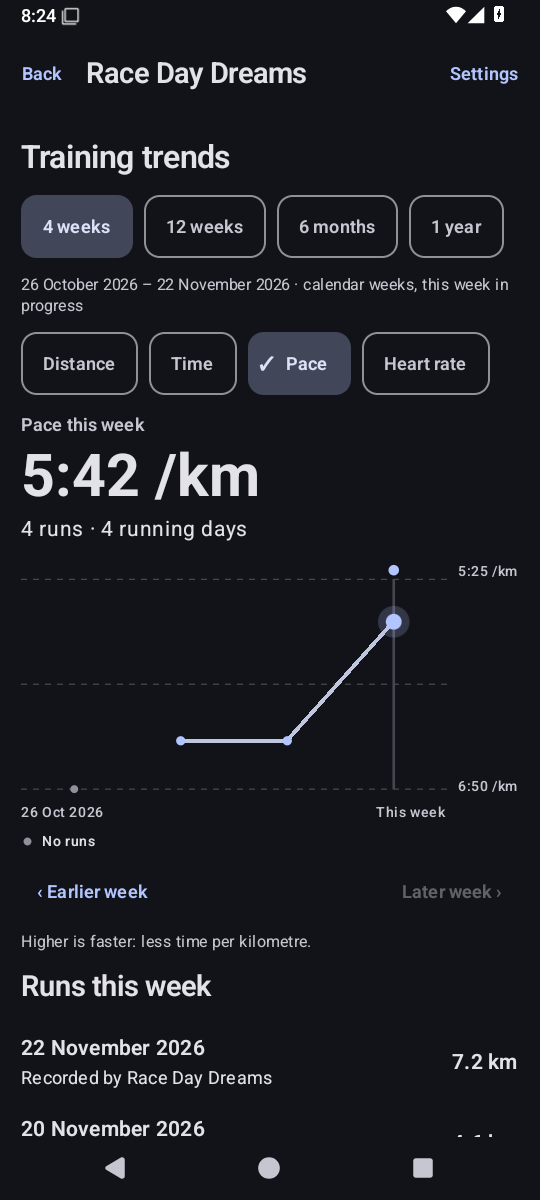 8:24
Back
Race Day Dreams
Settings
Training trends
4 weeks
12 weeks
6 months
1 year
26 October 2026 – 22 November 2026 · calendar weeks, this week in
progress
Distance
Time
✓ Pace
Heart rate
Pace this week
5:42 /km
4 runs · 4 running days
5:25 /km
6:50 /km
26 Oct 2026
This week
No runs
‹ Earlier week
Later week ›
Higher is faster: less time per kilometre.
Runs this week
22 November 2026
7.2 km
Recorded by Race Day Dreams
20 November 2026